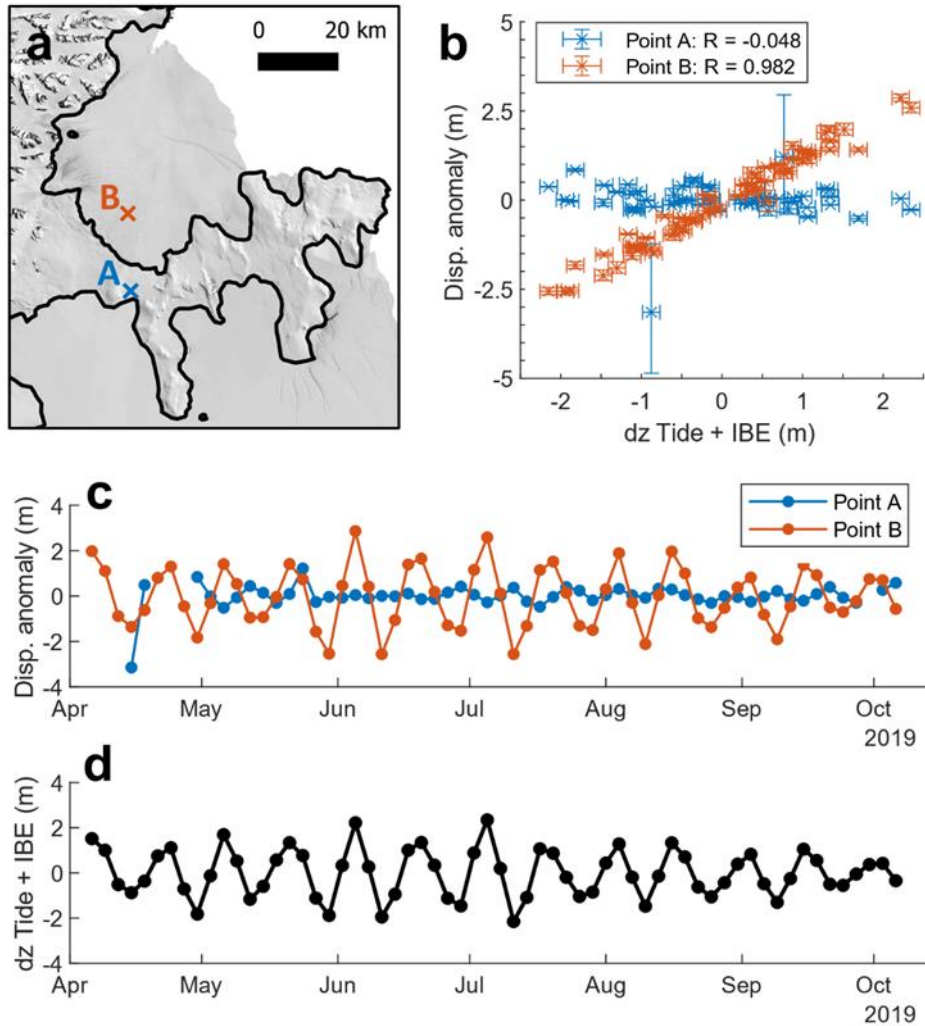 a
0 20 km
B
A
b
Point A: R = -0.048
Point B: R = 0.982
5
2.5
0
-2.5
-5
Disp. anomaly (m)
-2 -1 0 1 2
dz Tide + IBE (m)
c
Point A
Point B
4
2
0
-2
-4
Disp. anomaly (m)
Apr May Jun Jul Aug Sep Oct
2019
d
4
2
0
-2
-4
dz Tide + IBE (m)
Apr May Jun Jul Aug Sep Oct
2019